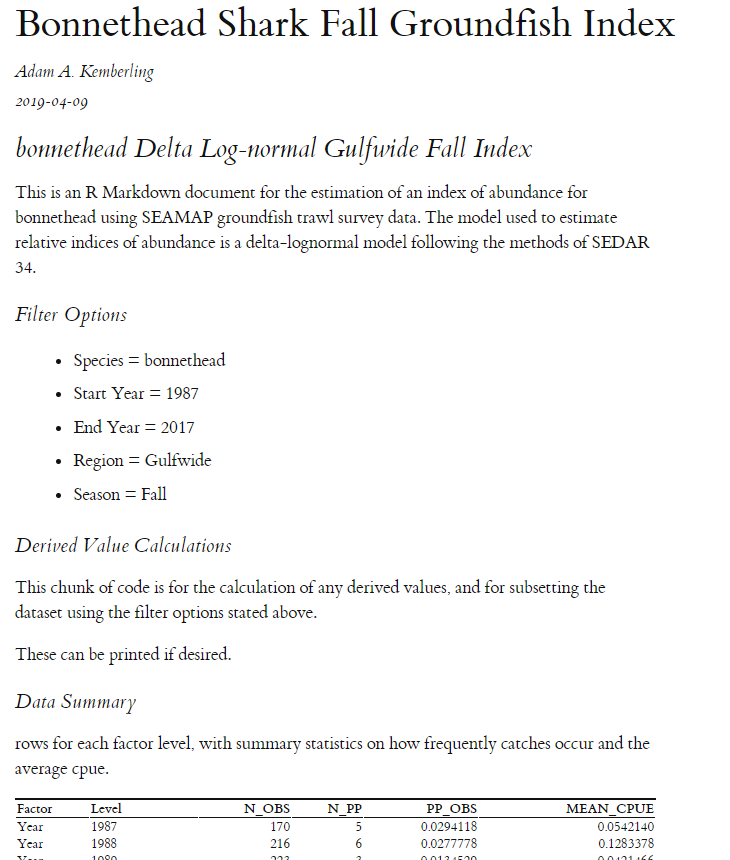 Bonnethead Shark Fall Groundfish Index
Adam A. Kemberling
2019-04-09
bonnethead Delta Log-normal Gulfwide Fall Index
This is an R Markdown document for the estimation of an index of abundance for
bonnethead using SEAMAP groundfish trawl survey data. The model used to estimate
relative indices of abundance is a delta-lognormal model following the methods of SEDAR
34.
Filter Options
• Species = bonnethead
• Start Year = 1987
• End Year = 2017
• Region = Gulfwide
• Season = Fall
Derived Value Calculations
This chunk of code is for the calculation of any derived values, and for subsetting the
dataset using the filter options stated above.
These can be printed if desired.
Data Summary
rows for each factor level, with summary statistics on how frequently catches occur and the
average cpue.
Factor Level N_OBS N_PP PP_OBS MEAN_CPUE
Year 1987 170 5 0.0294118 0.0542140
Year 1988 216 6 0.0277778 0.1283378